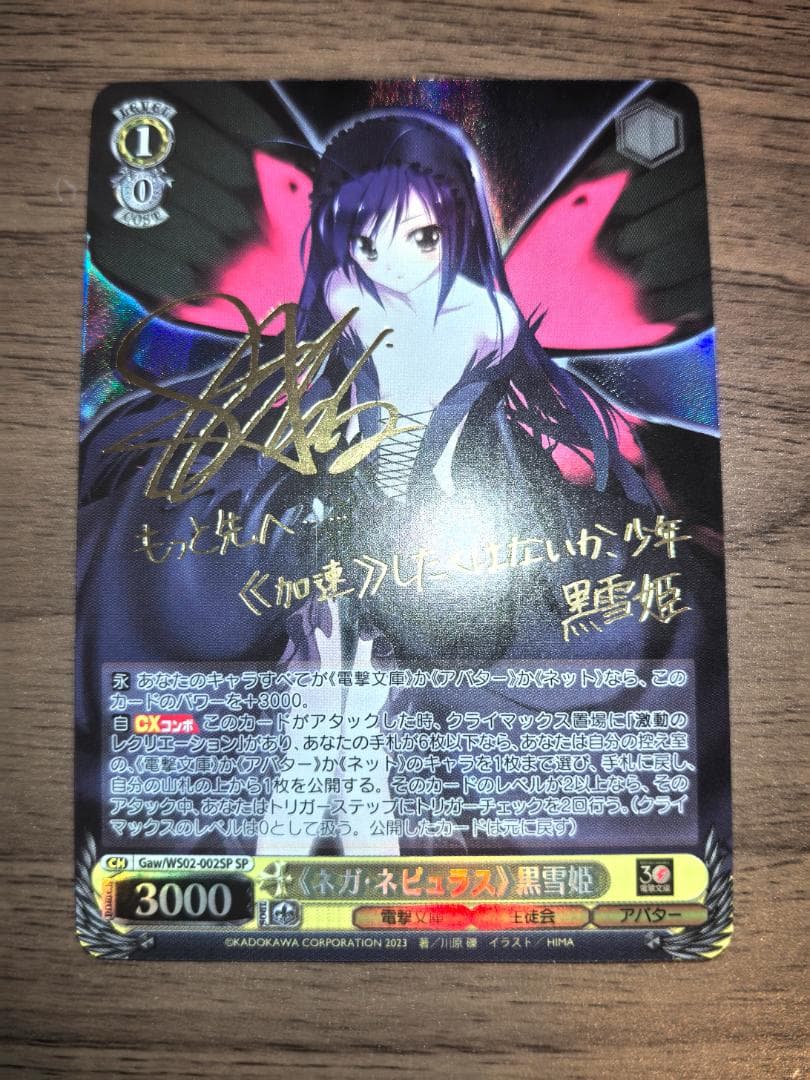 LEVEL
1
0
COST
もっと先へ……
《加速》したくはないか、少年
黒雪姫
永 あなたのキャラすべてが《電撃文庫》か《アバター》か《ネット》なら、この
カードのパワーを+3000。
自 CXコンボ このカードがアタックした時、クライマックス置場に「激動の
レクリエーション」があり、あなたの手札が6枚以下なら、あなたは自分の控え室
の、《電撃文庫》か《アバター》か《ネット》のキャラを1枚まで選び、手札に戻し、
自分の山札の上から1枚を公開する。そのカードのレベルが2以上なら、その
アタック中、あなたはトリガーステップにトリガーチェックを2回行う。（クライ
マックスのレベルは0として扱う。公開したカードは元に戻す）
CH Gaw/WS02-002SP SP
《ネガ・ネビュラス》黒雪姫
30
電撃文庫
POWER
3000
SOUL
電撃文庫 生徒会 アバター
©KADOKAWA CORPORATION 2023 著／川原 礫 イラスト／HIMA